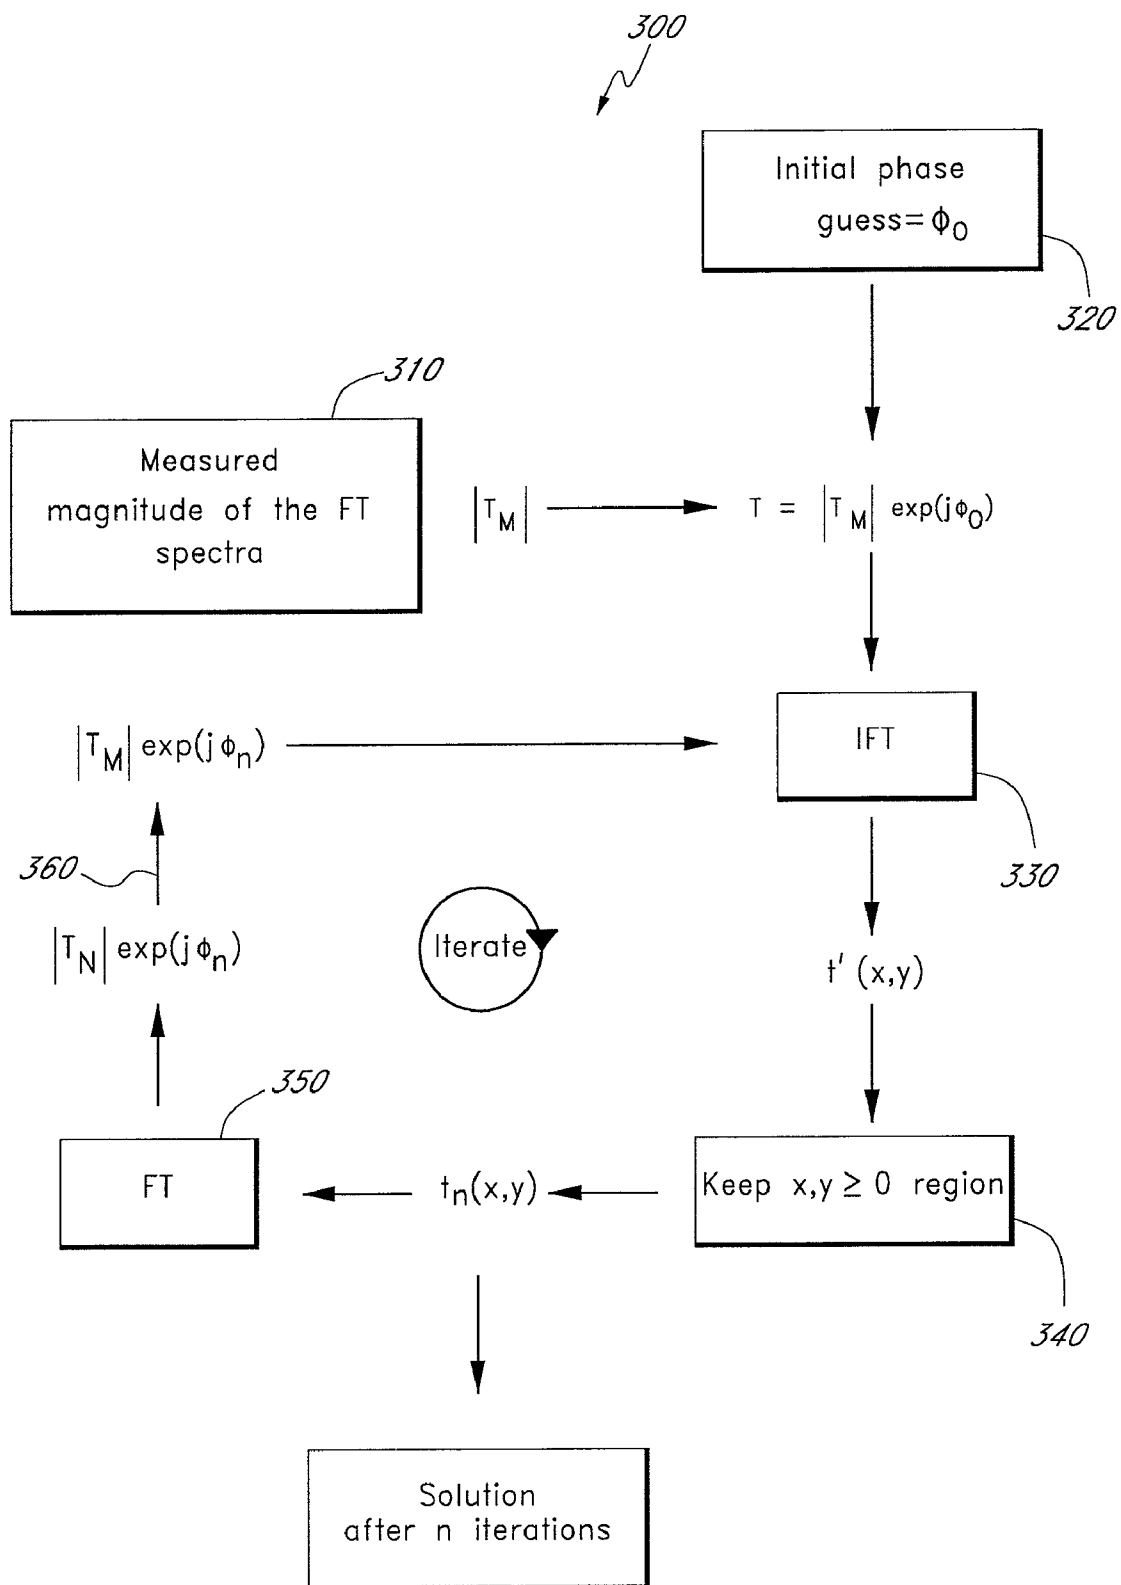 300
Initial phase
guess=ϕ0
320
310
Measured
magnitude of the FT
spectra
|TM|
T = |TM| exp(jϕ0)
|TM| exp(jϕn)
IFT
330
360
|TN| exp(jϕn)
Iterate
t' (x,y)
350
FT
tn(x,y)
Keep x,y ≥ 0 region
340
Solution
after n iterations